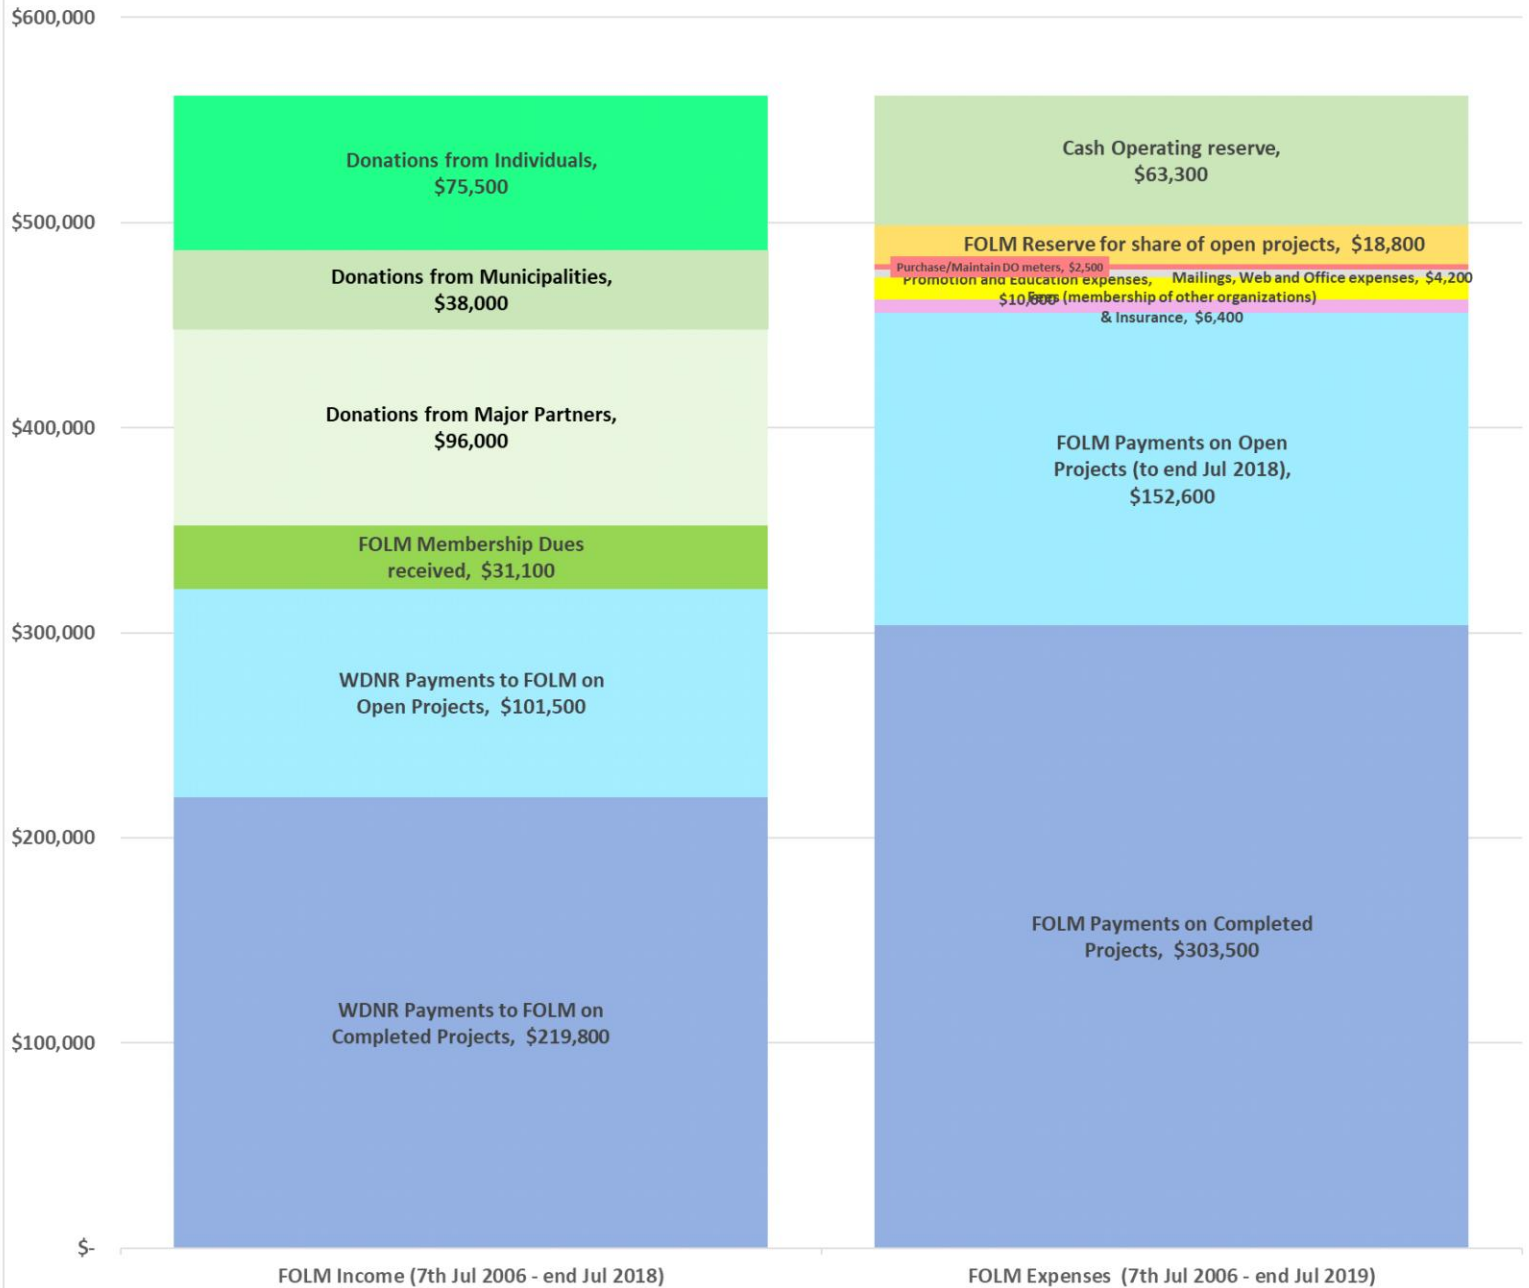 $600,000
$500,000
$400,000
$300,000
$200,000
$100,000
$-
Donations from Individuals,
$75,500
Donations from Municipalities,
$38,000
Donations from Major Partners,
$96,000
FOLM Membership Dues
received, $31,100
WDNR Payments to FOLM on
Open Projects, $101,500
WDNR Payments to FOLM on
Completed Projects, $219,800
FOLM Income (7th Jul 2006 - end Jul 2018)
Cash Operating reserve,
$63,300
FOLM Reserve for share of open projects, $18,800
Purchase/Maintain DO meters, $2,500
Mailings, Web and Office expenses, $4,200
Promotion and Education expenses,
(membership of other organizations)
& Insurance, $6,400
FOLM Payments on Open
Projects (to end Jul 2018),
$152,600
FOLM Payments on Completed
Projects, $303,500
FOLM Expenses (7th Jul 2006 - end Jul 2019)